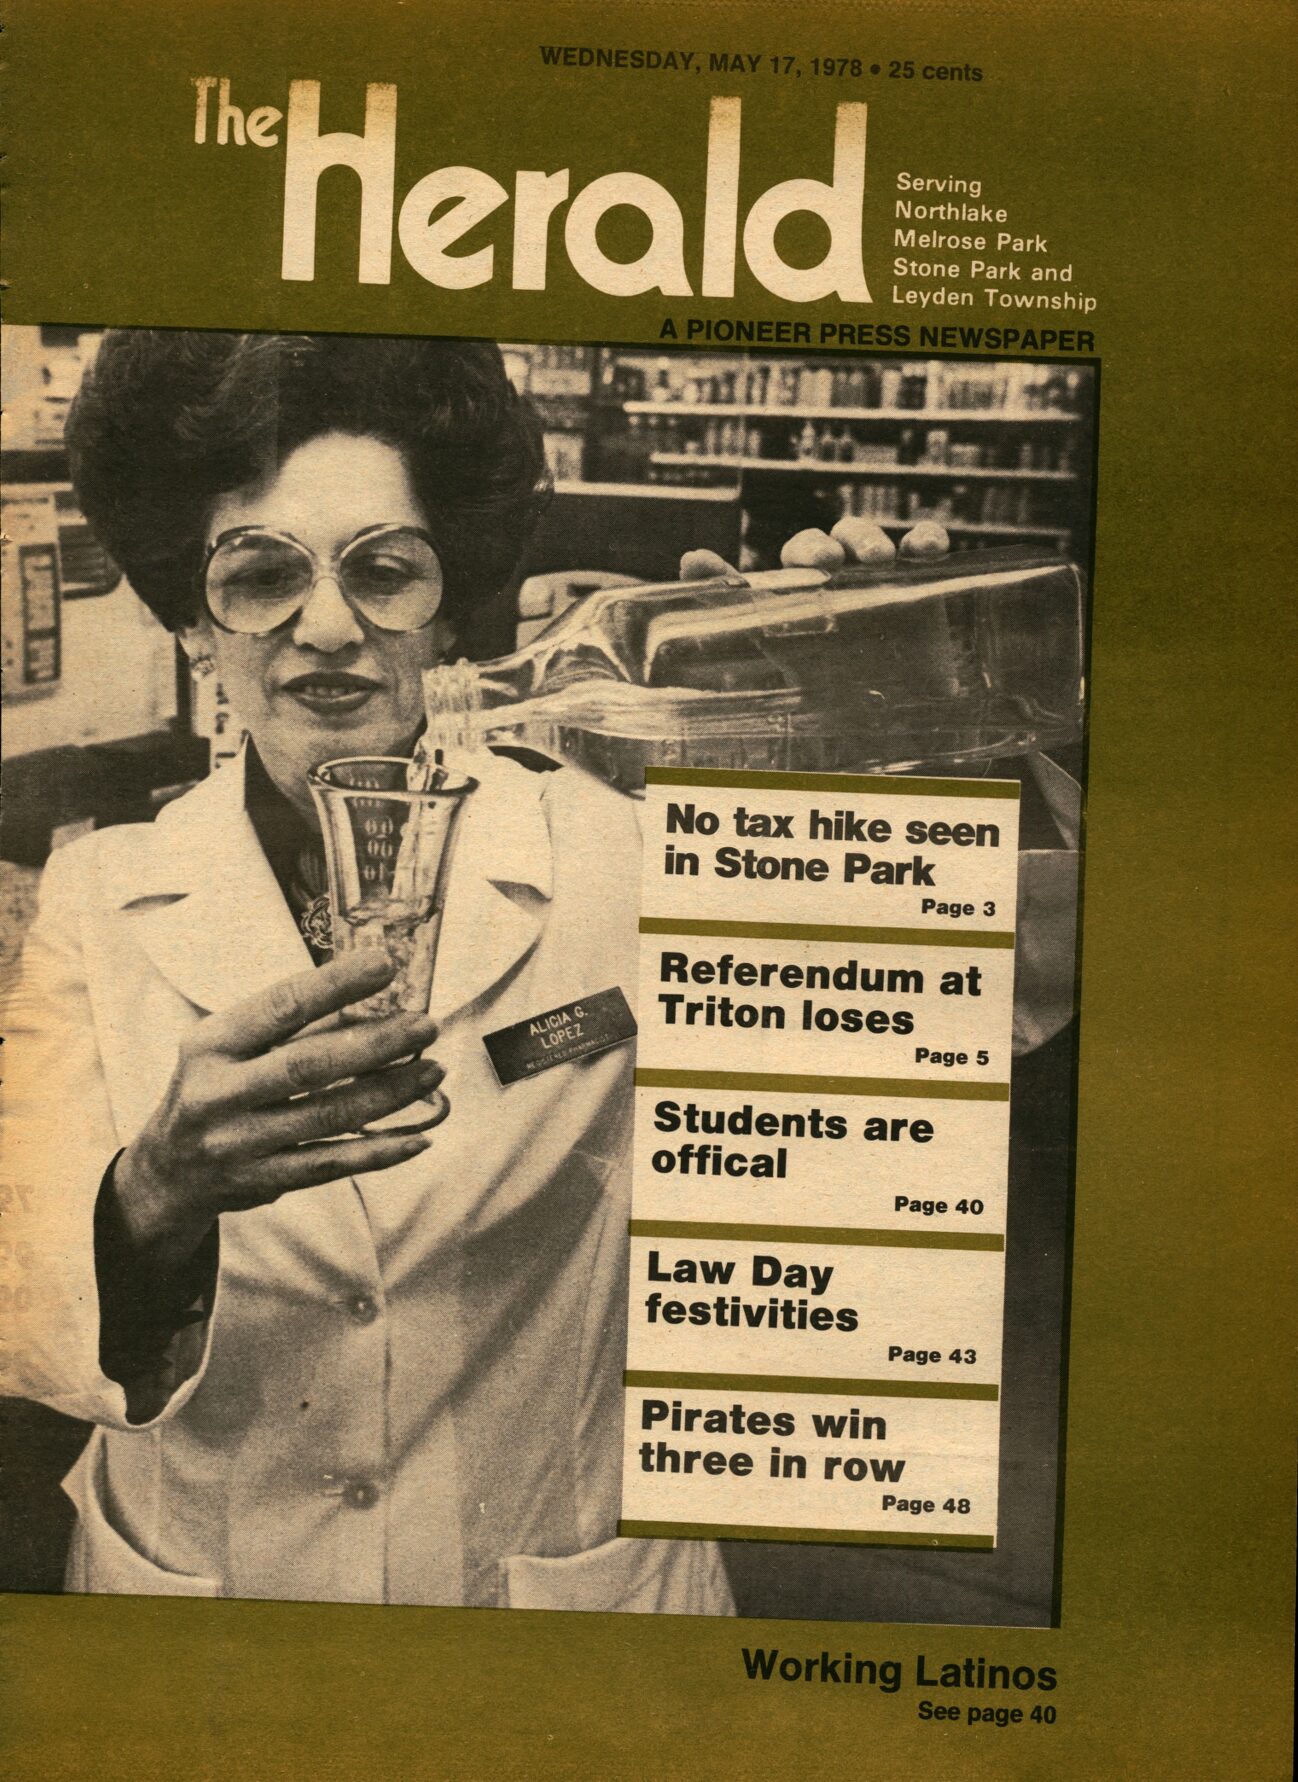 WEDNESDAY, MAY 17, 1978 • 25 cents
The Herald
Serving
Northlake
Melrose Park
Stone Park and
Leyden Township
A PIONEER PRESS NEWSPAPER
ALICIA G.
LOPEZ
REGISTERED PHARMACIST
No tax hike seen
in Stone Park
Page 3
Referendum at
Triton loses
Page 5
Students are
offical
Page 40
Law Day
festivities
Page 43
Pirates win
three in row
Page 48
Working Latinos
See page 40